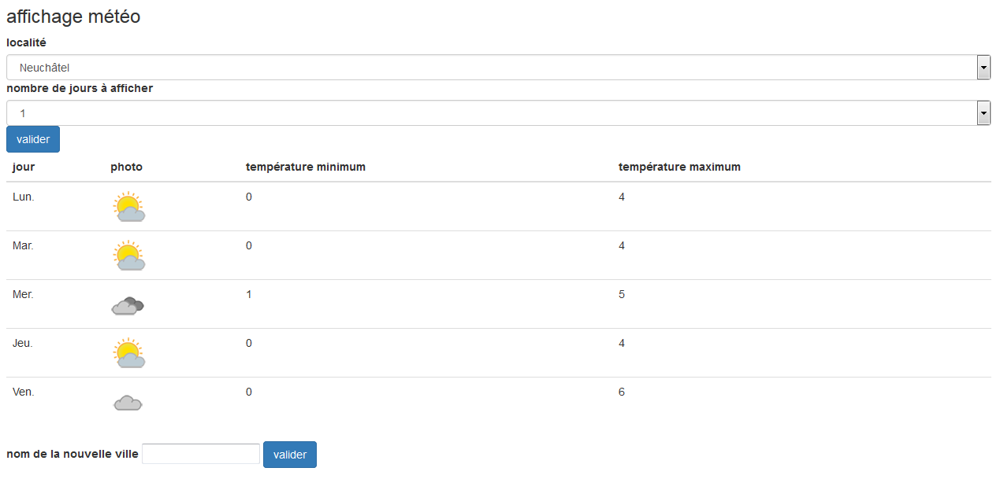 affichage météo
localité
Neuchâtel
nombre de jours à afficher
1
valider
jour photo température minimum température maximum
Lun. 0 4
Mar. 0 4
Mer. 1 5
Jeu. 0 4
Ven. 0 6
nom de la nouvelle ville valider